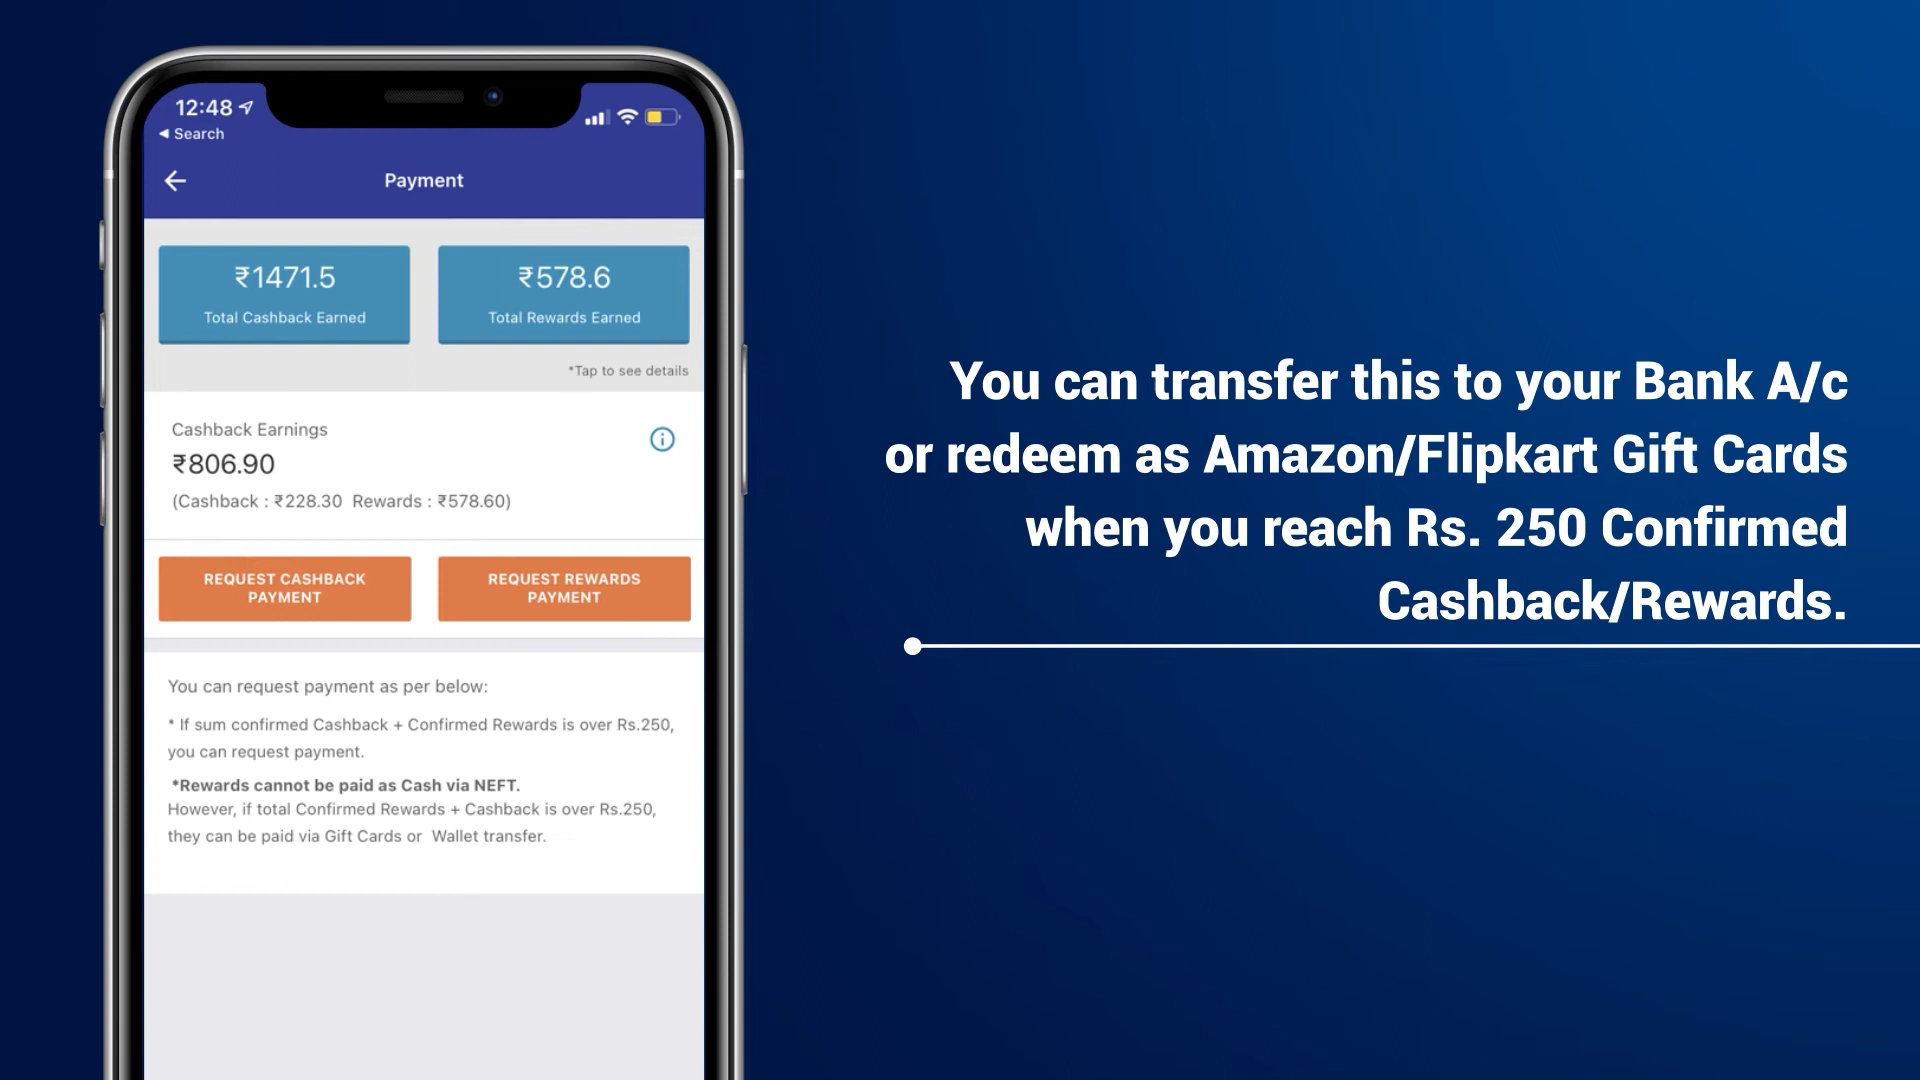 12:48
◀ Search
Payment
₹1471.5
Total Cashback Earned
₹578.6
Total Rewards Earned
*Tap to see details
Cashback Earnings
₹806.90
(Cashback : ₹228.30 Rewards : ₹578.60)
REQUEST CASHBACK
PAYMENT
REQUEST REWARDS
PAYMENT
You can request payment as per below:
* If sum confirmed Cashback + Confirmed Rewards is over Rs.250,
you can request payment.
*Rewards cannot be paid as Cash via NEFT.
However, if total Confirmed Rewards + Cashback is over Rs.250,
they can be paid via Gift Cards or Wallet transfer.
You can transfer this to your Bank A/c
or redeem as Amazon/Flipkart Gift Cards
when you reach Rs. 250 Confirmed
Cashback/Rewards.